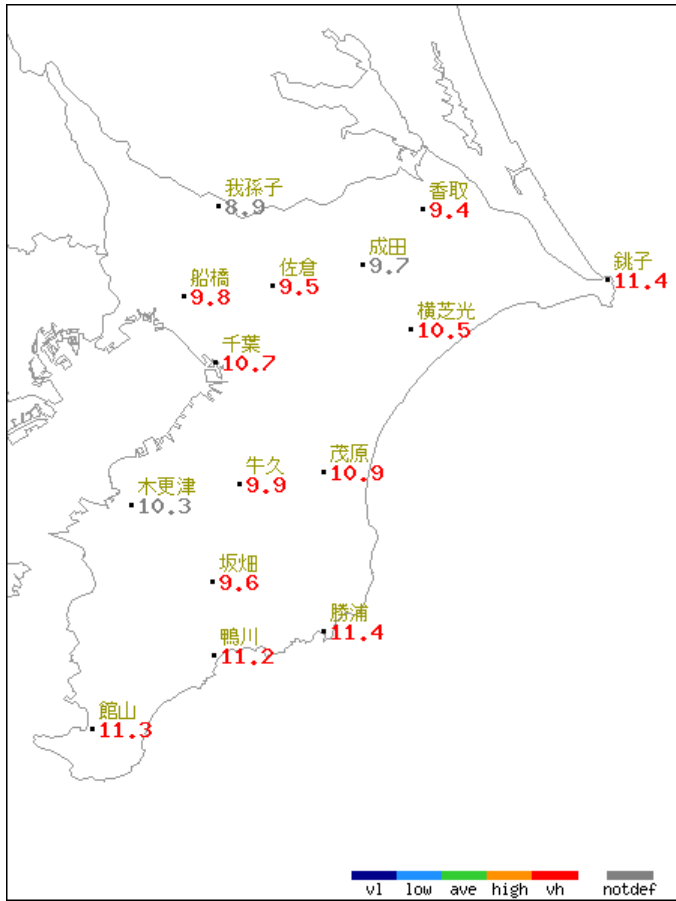 我孫子
8.9
香取
9.4
成田
9.7
銚子
11.4
船橋
9.8
佐倉
9.5
横芝光
10.5
千葉
10.7
牛久
9.9
茂原
10.9
木更津
10.3
坂畑
9.6
勝浦
11.4
鴨川
11.2
館山
11.3
vl low ave high vh notdef